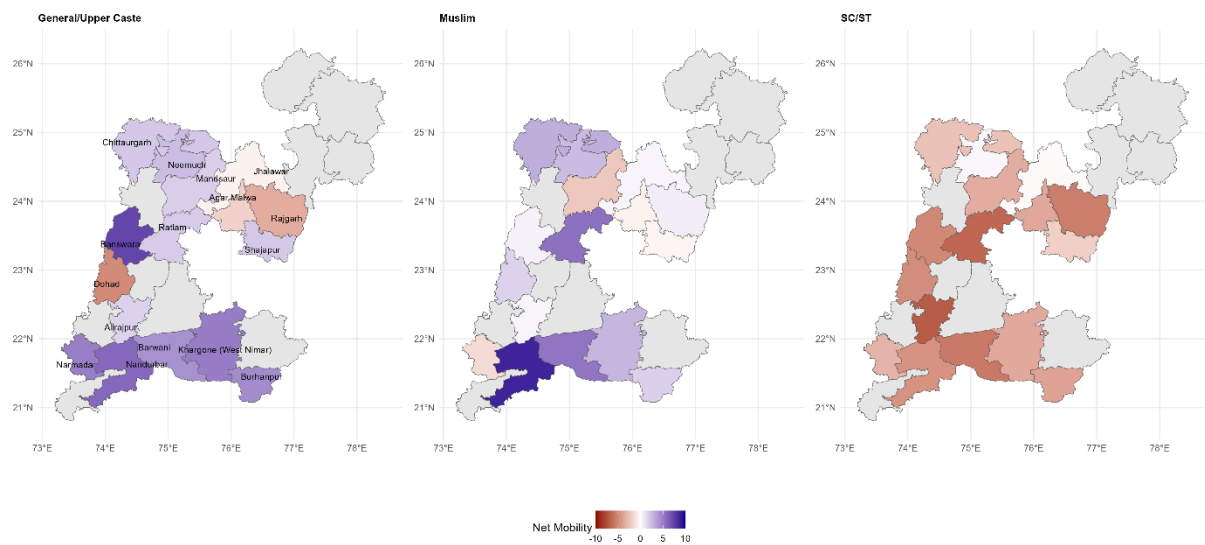 General/Upper Caste
Muslim
SC/ST
26°N
26°N
26°N
25°N
25°N
25°N
Chittaurgarh
Neemuch
Jhalawar
Mandsaur
24°N
24°N
24°N
Agar Malwa
Rajgarh
Ratlam
Banswara
Shajapur
23°N
23°N
23°N
Dohad
Alirajpur
22°N
22°N
22°N
Barwani
Khargone (West Nimar)
Narmada
Nandurbar
Burhanpur
21°N
21°N
21°N
73°E 74°E 75°E 76°E 77°E 78°E
73°E 74°E 75°E 76°E 77°E 78°E
73°E 74°E 75°E 76°E 77°E 78°E
Net Mobility
-10 -5 0 5 10